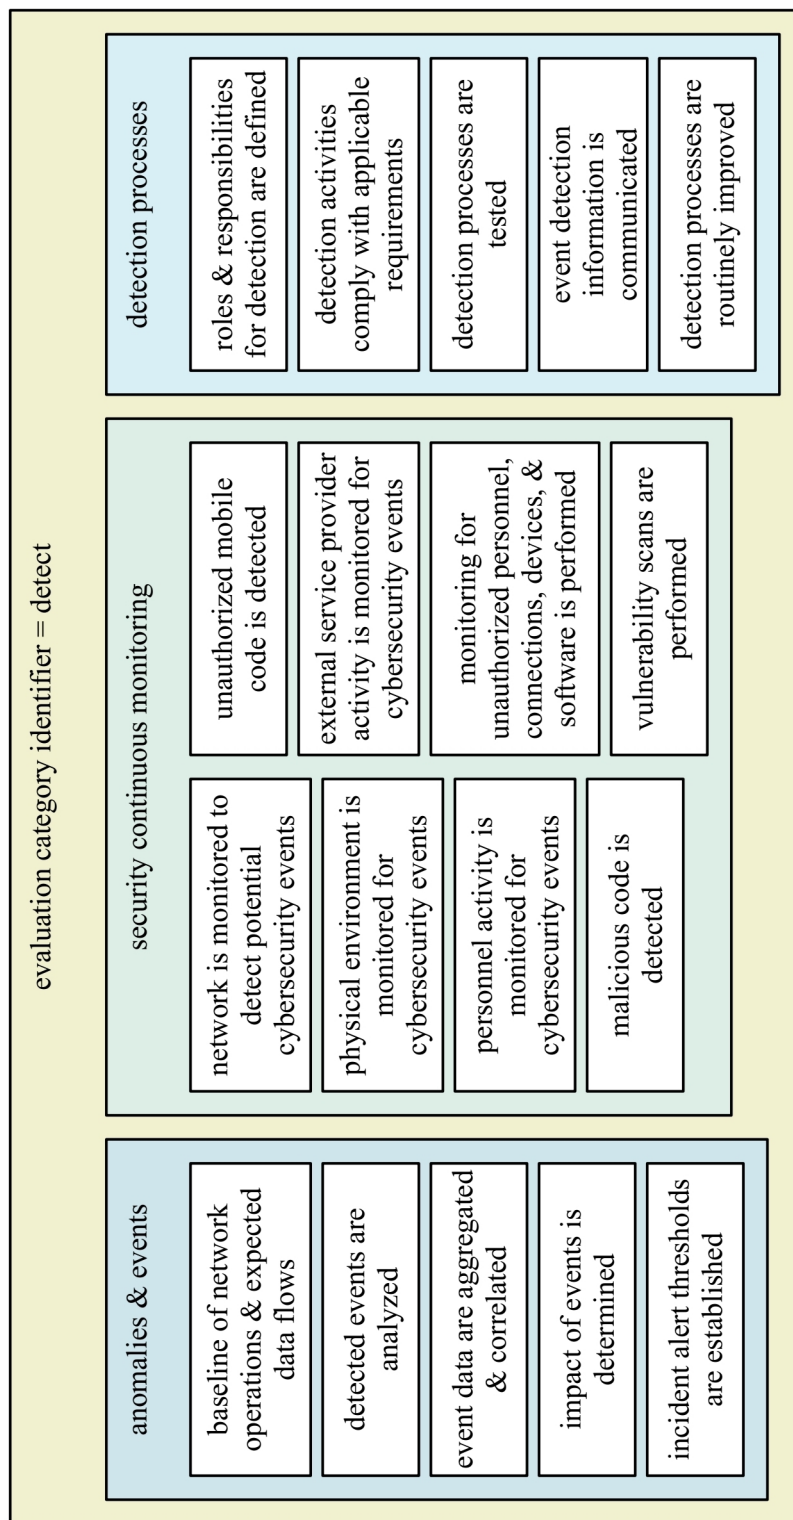 evaluation category identifier = detect
anomalies & events
baseline of network
operations & expected
data flows
detected events are
analyzed
event data are aggregated
& correlated
impact of events is
determined
incident alert thresholds
are established
security continuous monitoring
network is monitored to
detect potential
cybersecurity events
physical environment is
monitored for
cybersecurity events
personnel activity is
monitored for
cybersecurity events
malicious code is
detected
unauthorized mobile
code is detected
external service provider
activity is monitored for
cybersecurity events
monitoring for
unauthorized personnel,
connections, devices, &
software is performed
vulnerability scans are
performed
detection processes
roles & responsibilities
for detection are defined
detection activities
comply with applicable
requirements
detection processes are
tested
event detection
information is
communicated
detection processes are
routinely improved